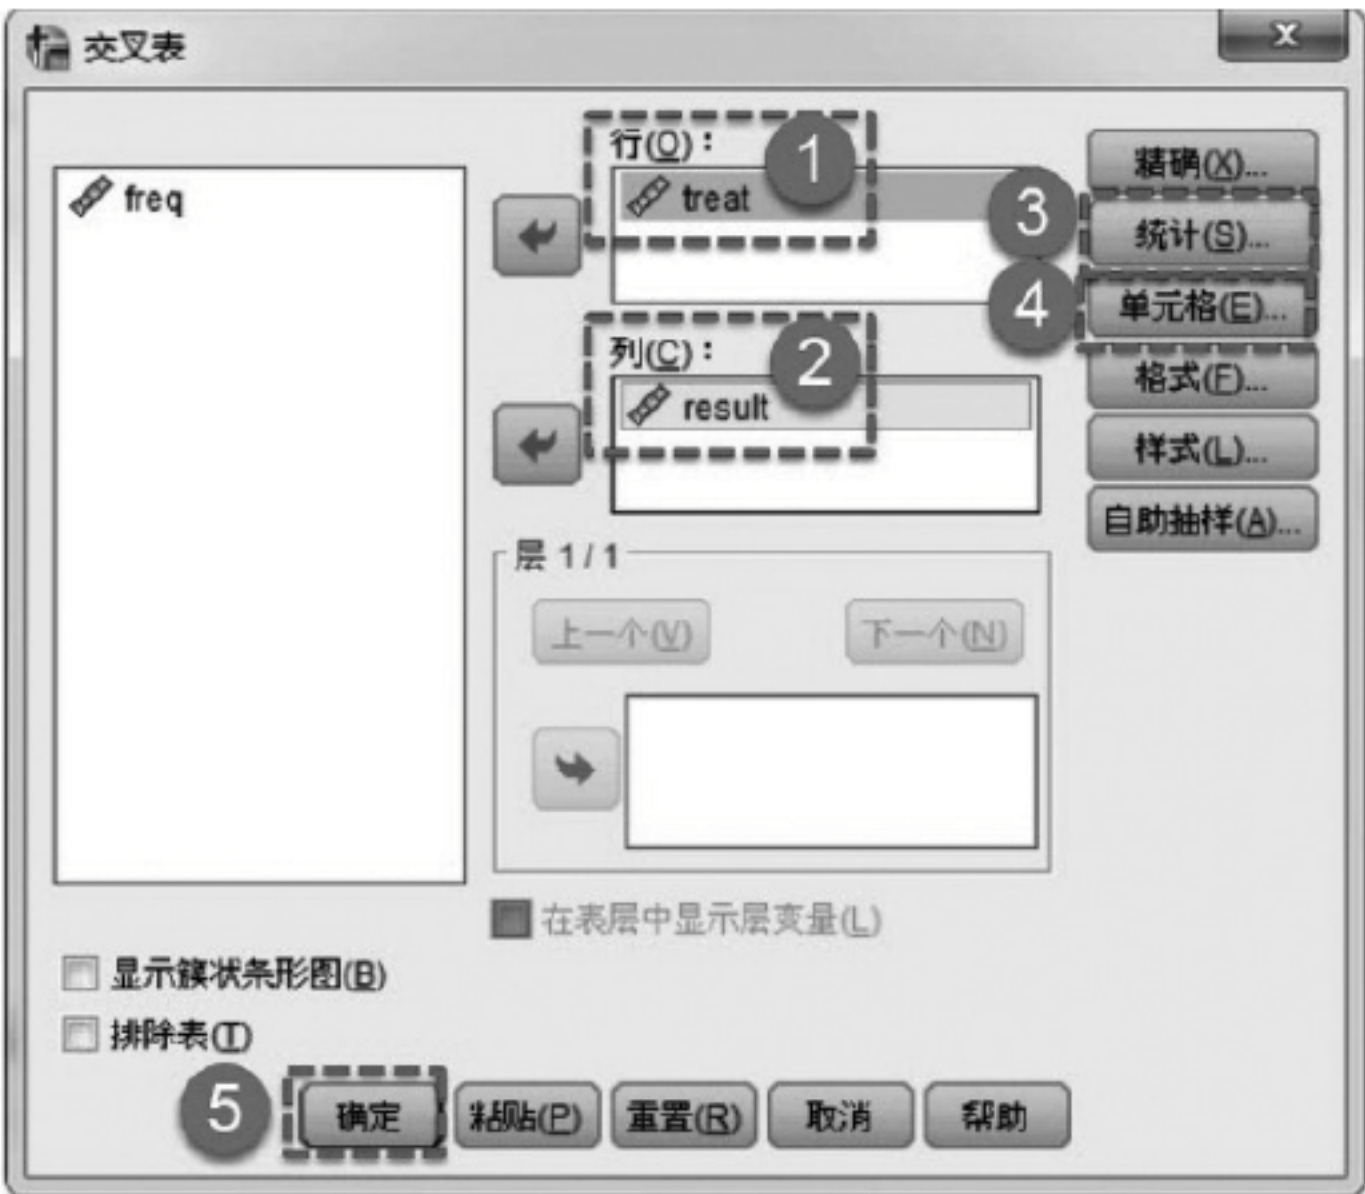 交叉表
x
freq
行(O)：
1
treat
列(C)：
2
result
层 1 / 1
上一个(V)
下一个(N)
在表层中显示层变量(L)
3
4
精确(X)...
统计(S)...
单元格(E)...
格式(F)...
样式(L)...
自助抽样(A)...
显示簇状条形图(B)
排除表(T)
5
确定
粘贴(P)
重置(R)
取消
帮助